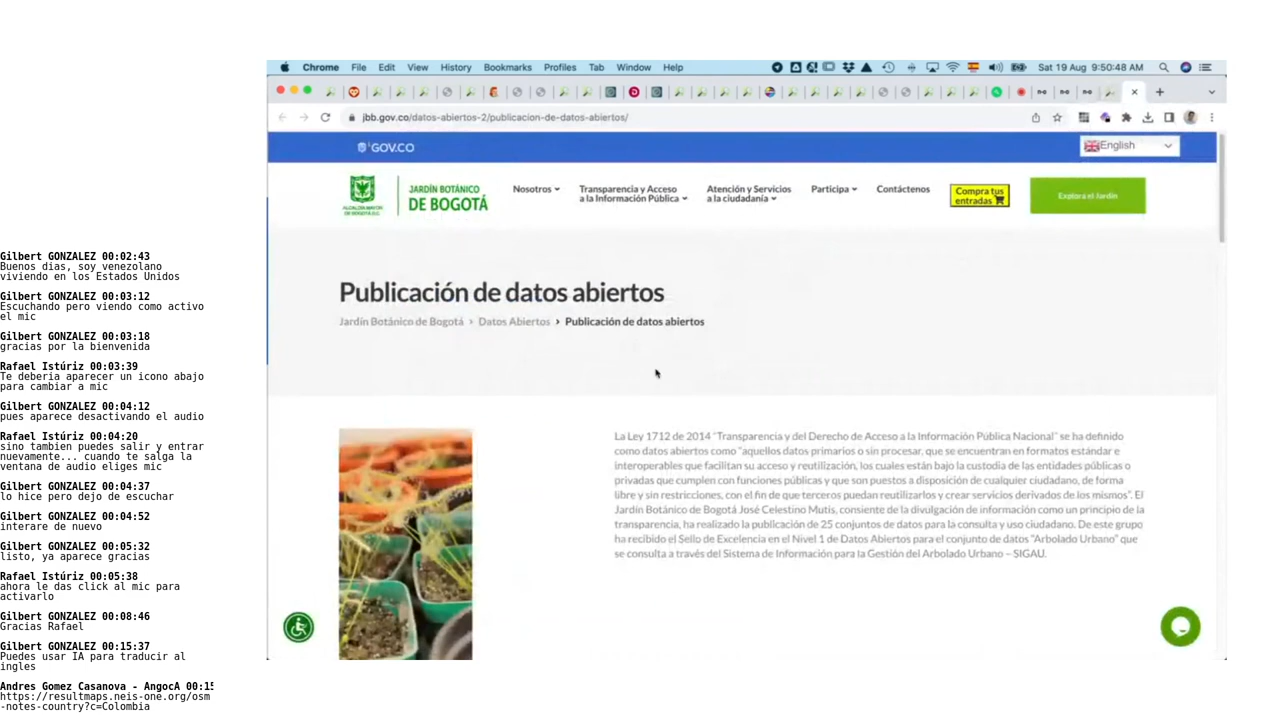 Gilbert GONZALEZ 00:02:43
Buenos dias, soy venezolano
viviendo en los Estados Unidos
Gilbert GONZALEZ 00:03:12
Escuchando pero viendo como activo
el mic
Gilbert GONZALEZ 00:03:18
gracias por la bienvenida
Rafael Istúriz 00:03:39
Te deberia aparecer un icono abajo
para cambiar a mic
Gilbert GONZALEZ 00:04:12
pues aparece desactivando el audio
Rafael Istúriz 00:04:20
sino tambien puedes salir y entrar
nuevamente... cuando te salga la
ventana de audio eliges mic
Gilbert GONZALEZ 00:04:37
lo hice pero dejo de escuchar
Gilbert GONZALEZ 00:04:52
interare de nuevo
Gilbert GONZALEZ 00:05:32
listo, ya aparece gracias
Rafael Istúriz 00:05:38
ahora le das click al mic para
activarlo
Gilbert GONZALEZ 00:08:46
Gracias Rafael
Gilbert GONZALEZ 00:15:37
Puedes usar IA para traducir al
ingles
Andres Gomez Casanova - AngocA 00:15
https://resultmaps.neis-one.org/osm
-notes-country?c=Colombia
Chrome File Edit View History Bookmarks Profiles Tab Window Help Sat 19 Aug 9:50:48 AM
jbb.gov.co/datos-abiertos-2/publicacion-de-datos-abiertos/
GOV.CO English
ALCALDÍA MAYOR
DE BOGOTÁ D.C.
JARDÍN BOTÁNICO
DE BOGOTÁ
Nosotros
Transparencia y Acceso
a la Información Pública
Atención y Servicios
a la ciudadanía
Participa
Contáctenos
Compra tus
entradas
Explora el Jardín
Publicación de datos abiertos
Jardín Botánico de Bogotá > Datos Abiertos > Publicación de datos abiertos
La Ley 1712 de 2014 "Transparencia y del Derecho de Acceso a la Información Pública Nacional" se ha definido
como datos abiertos como "aquellos datos primarios o sin procesar, que se encuentran en formatos estándar e
interoperables que facilitan su acceso y reutilización, los cuales están bajo la custodia de las entidades públicas o
privadas que cumplen con funciones públicas y que son puestos a disposición de cualquier ciudadano, de forma
libre y sin restricciones, con el fin de que terceros puedan reutilizarlos y crear servicios derivados de los mismos". El
Jardín Botánico de Bogotá José Celestino Mutis, consiente de la divulgación de información como un principio de la
transparencia, ha realizado la publicación de 25 conjuntos de datos para la consulta y uso ciudadano. De este grupo
ha recibido el Sello de Excelencia en el Nivel 1 de Datos Abiertos para el conjunto de datos "Arbolado Urbano" que
se consulta a través del Sistema de Información para la Gestión del Arbolado Urbano – SIGAU.